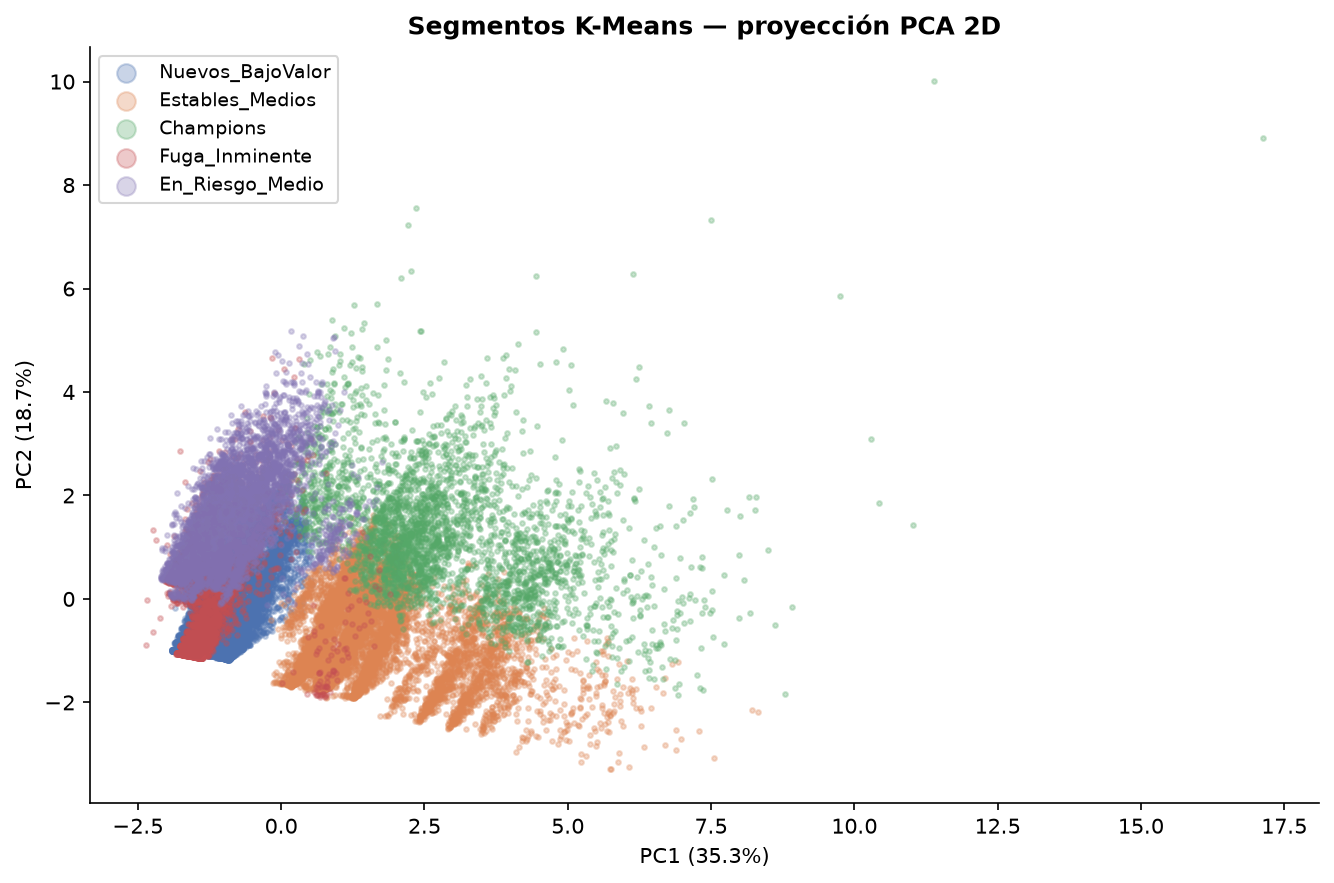 Segmentos K-Means — proyección PCA 2D
Nuevos_BajoValor
Estables_Medios
Champions
Fuga_Inminente
En_Riesgo_Medio
10
8
6
4
2
0
−2
PC2 (18.7%)
−2.5 0.0 2.5 5.0 7.5 10.0 12.5 15.0 17.5
PC1 (35.3%)